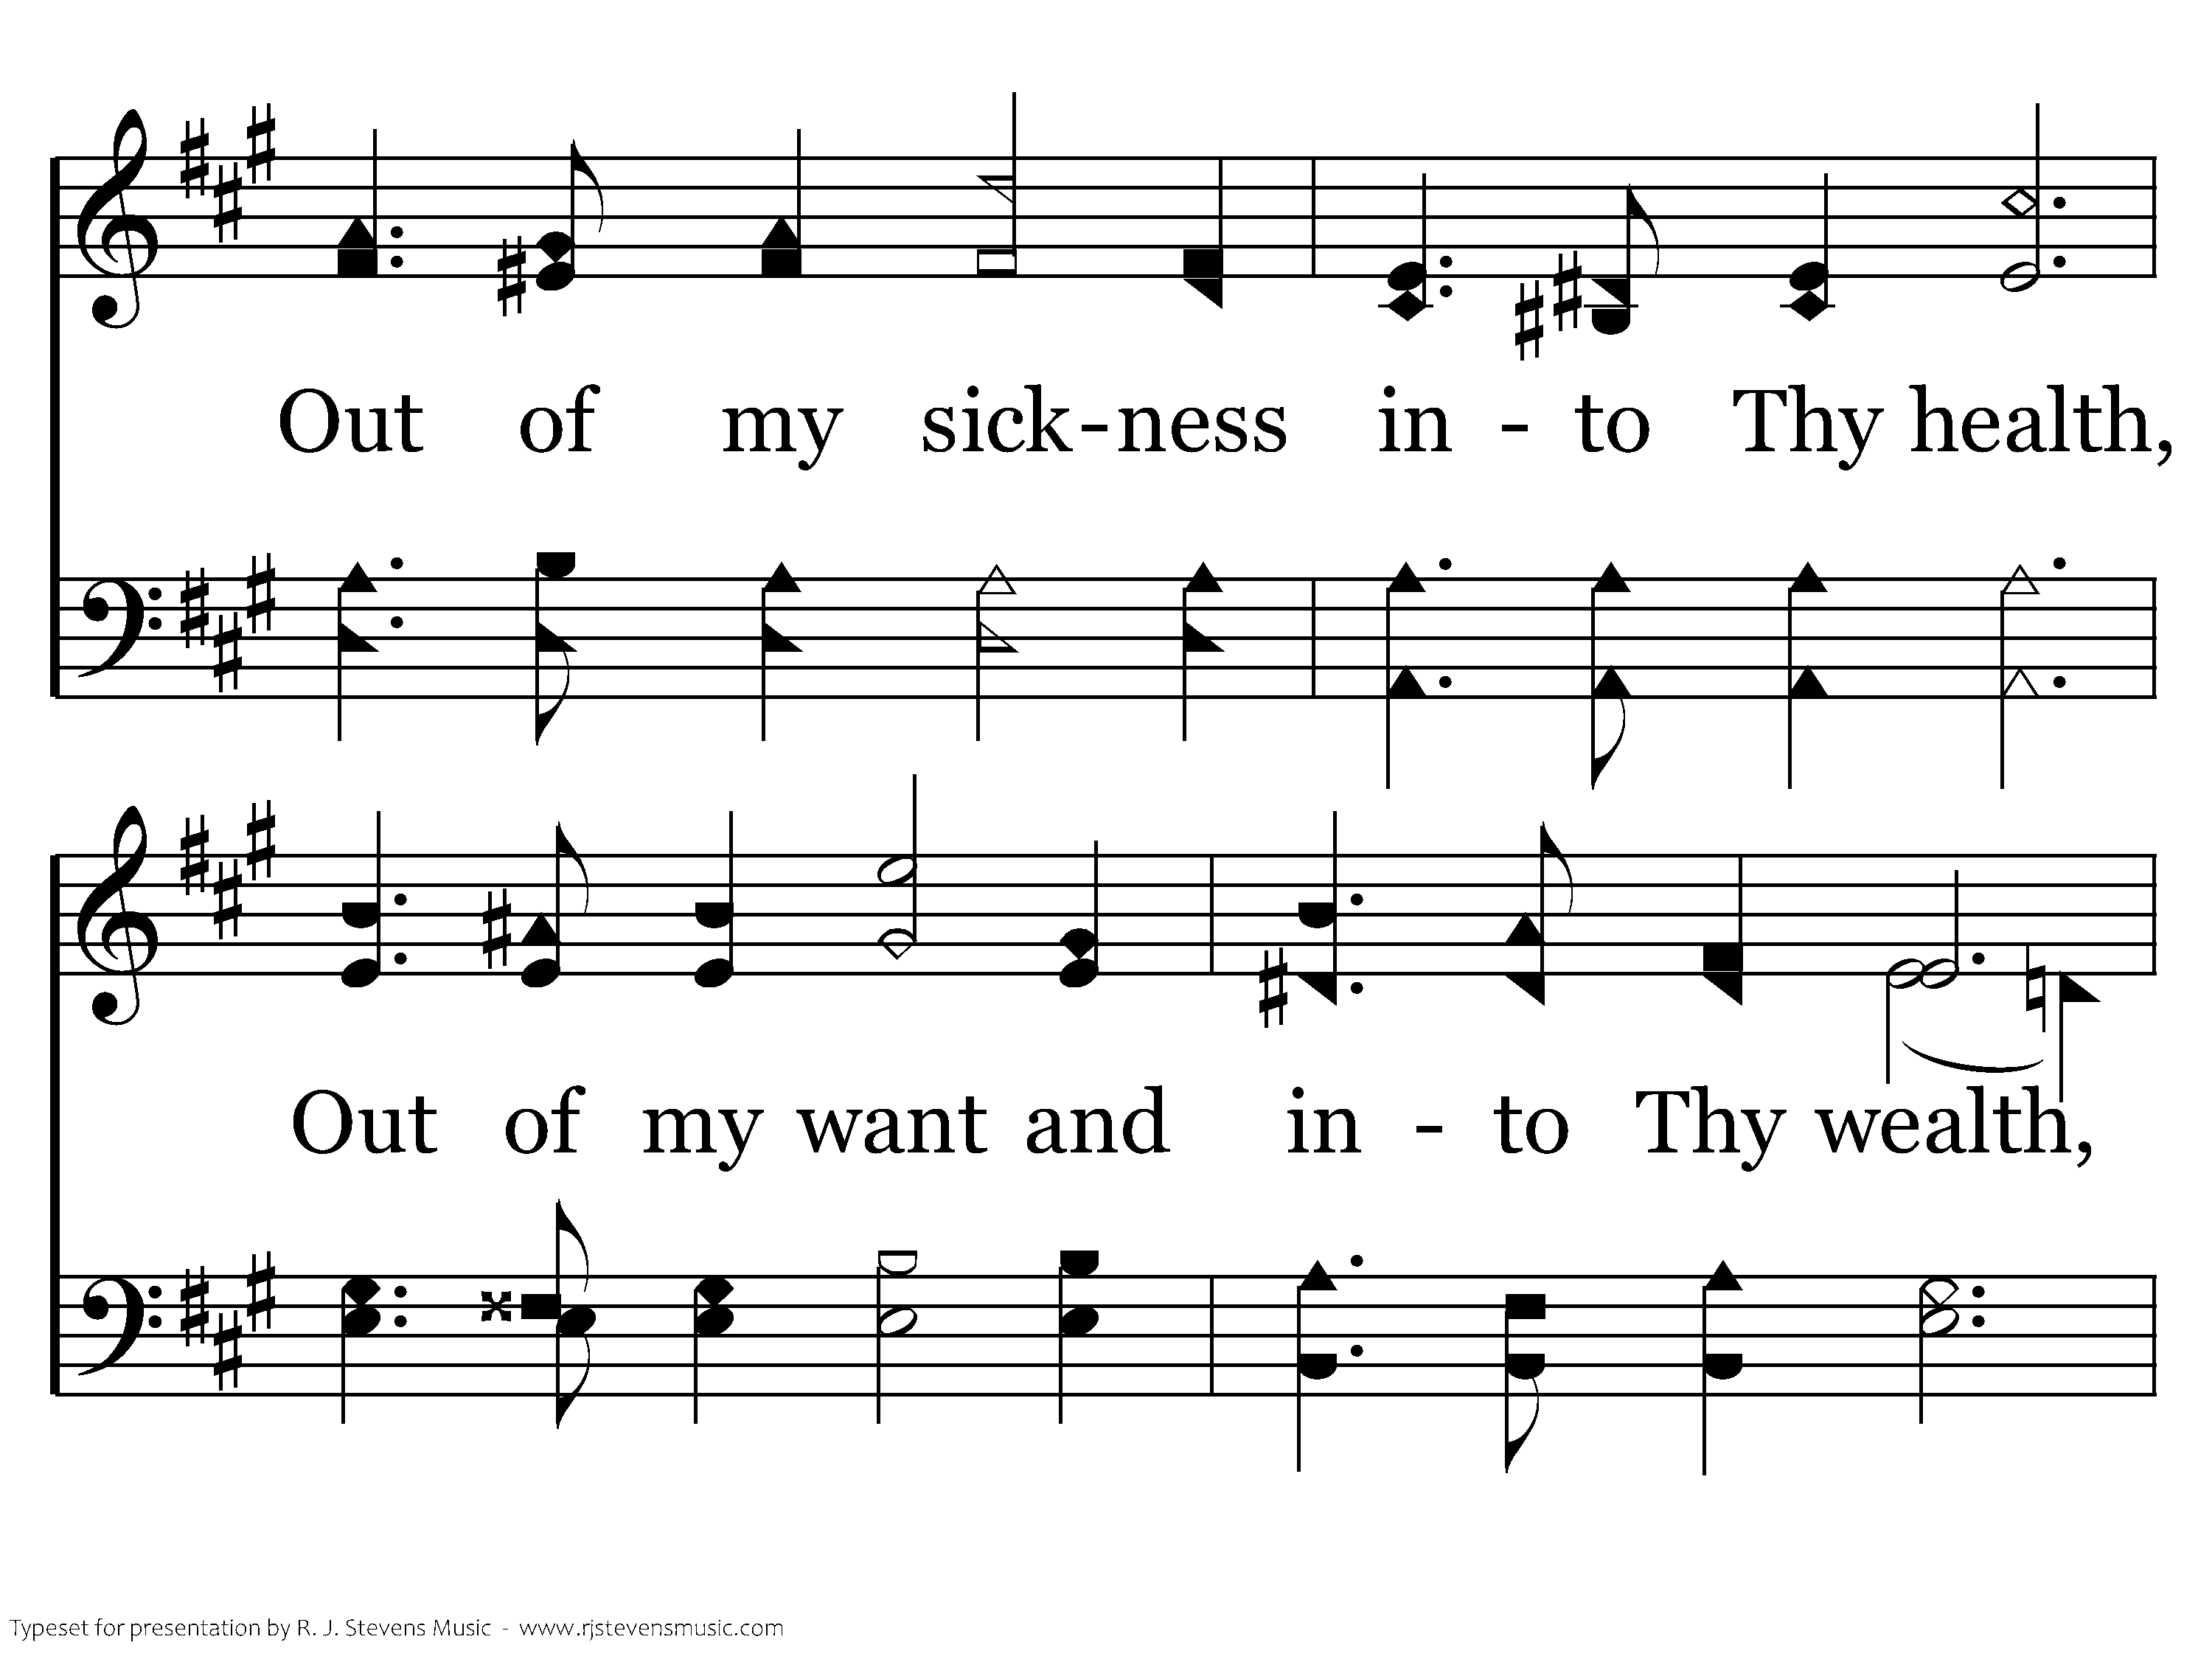 Out of my sick-ness in - to Thy health,
Out of my want and in - to Thy wealth,
Typeset for presentation by R. J. Stevens Music - www.rjstevensmusic.com